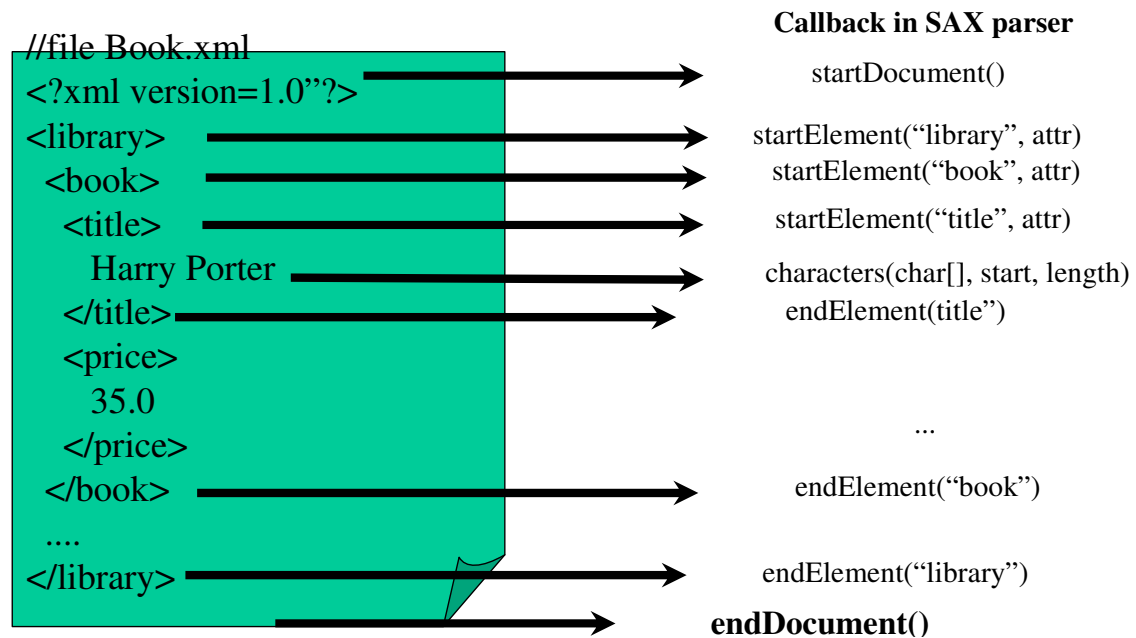 Callback in SAX parser
//file Book.xml
<?xml version=1.0”?> startDocument()
<library> startElement(“library”, attr)
<book> startElement(“book”, attr)
<title> startElement(“title”, attr)
Harry Porter characters(char[], start, length)
</title> endElement(title”)
<price>
35.0
</price> ...
</book> endElement(“book”)
....
</library> endElement(“library”)
endDocument()